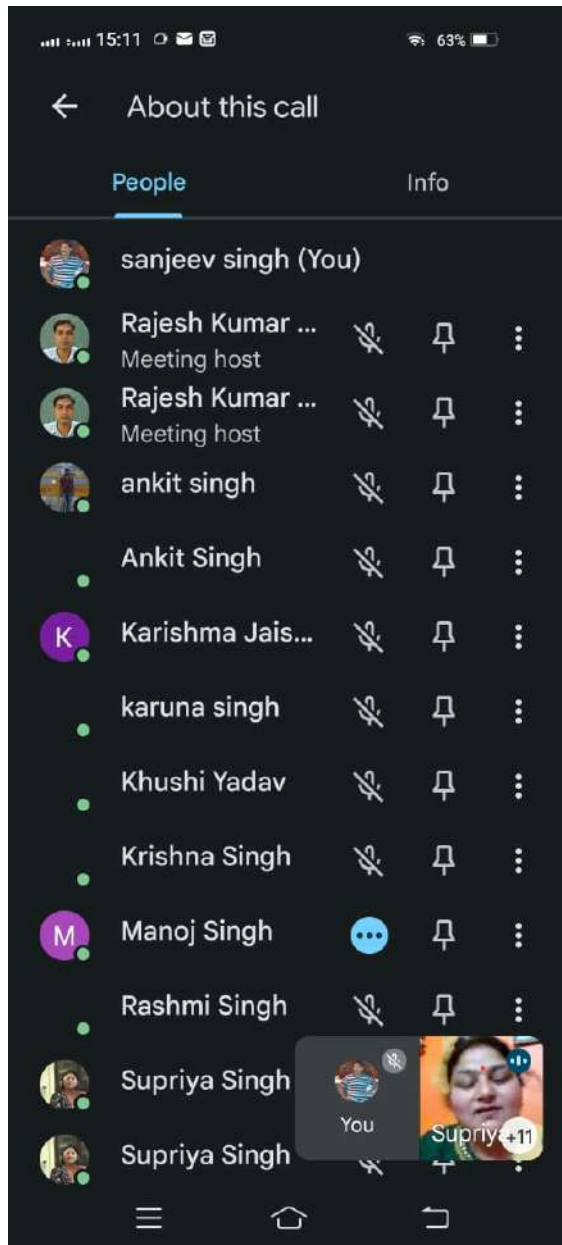 15:11 63%
About this call
People Info
sanjeev singh (You)
Rajesh Kumar ...
Meeting host
Rajesh Kumar ...
Meeting host
ankit singh
Ankit Singh
K Karishma Jais...
karuna singh
Khushi Yadav
Krishna Singh
M Manoj Singh
Rashmi Singh
Supriya Singh
You Supriya +11
Supriya Singh